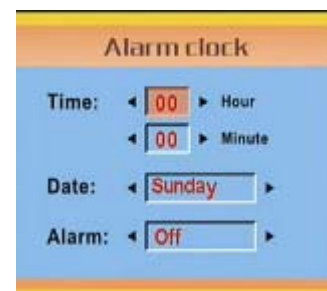 Alarm clock
Time: 00 Hour
00 Minute
Date: Sunday
Alarm: Off